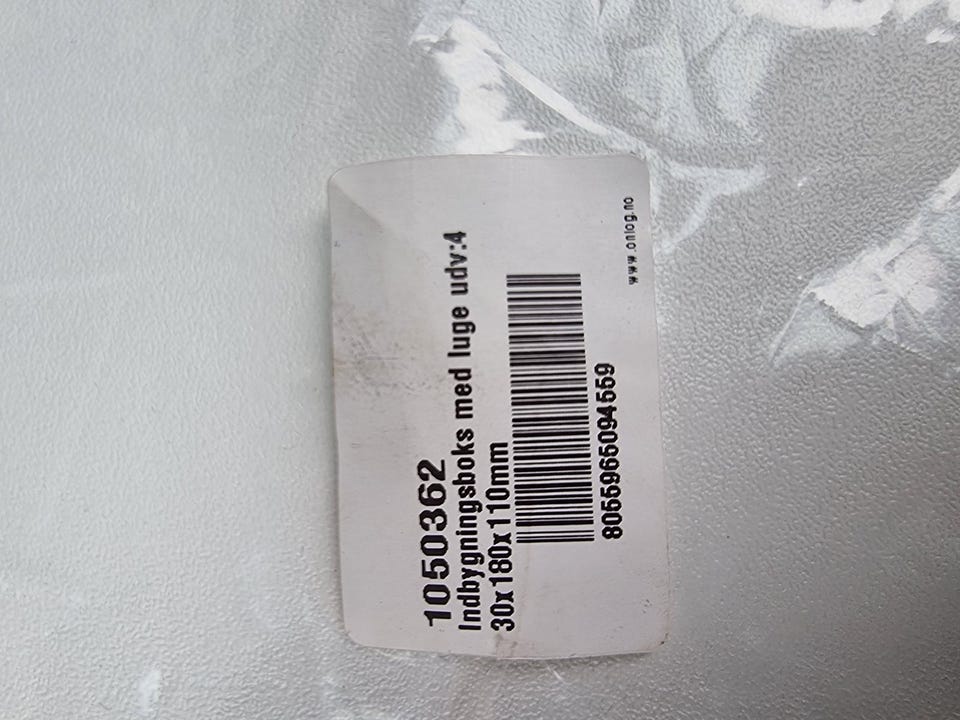 1050362
Indbygningsboks med luge udv:4
30x180x110mm
8055965094559
www.onlog.no